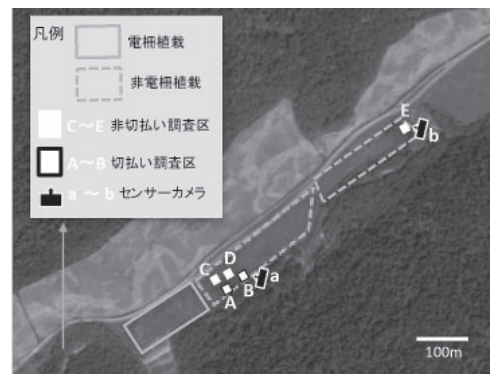 凡例
電柵植栽
非電柵植栽
C～E 非切払い調査区
A～B 切払い調査区
a ～ b センサーカメラ
E
b
D
C
B
a
A
100m